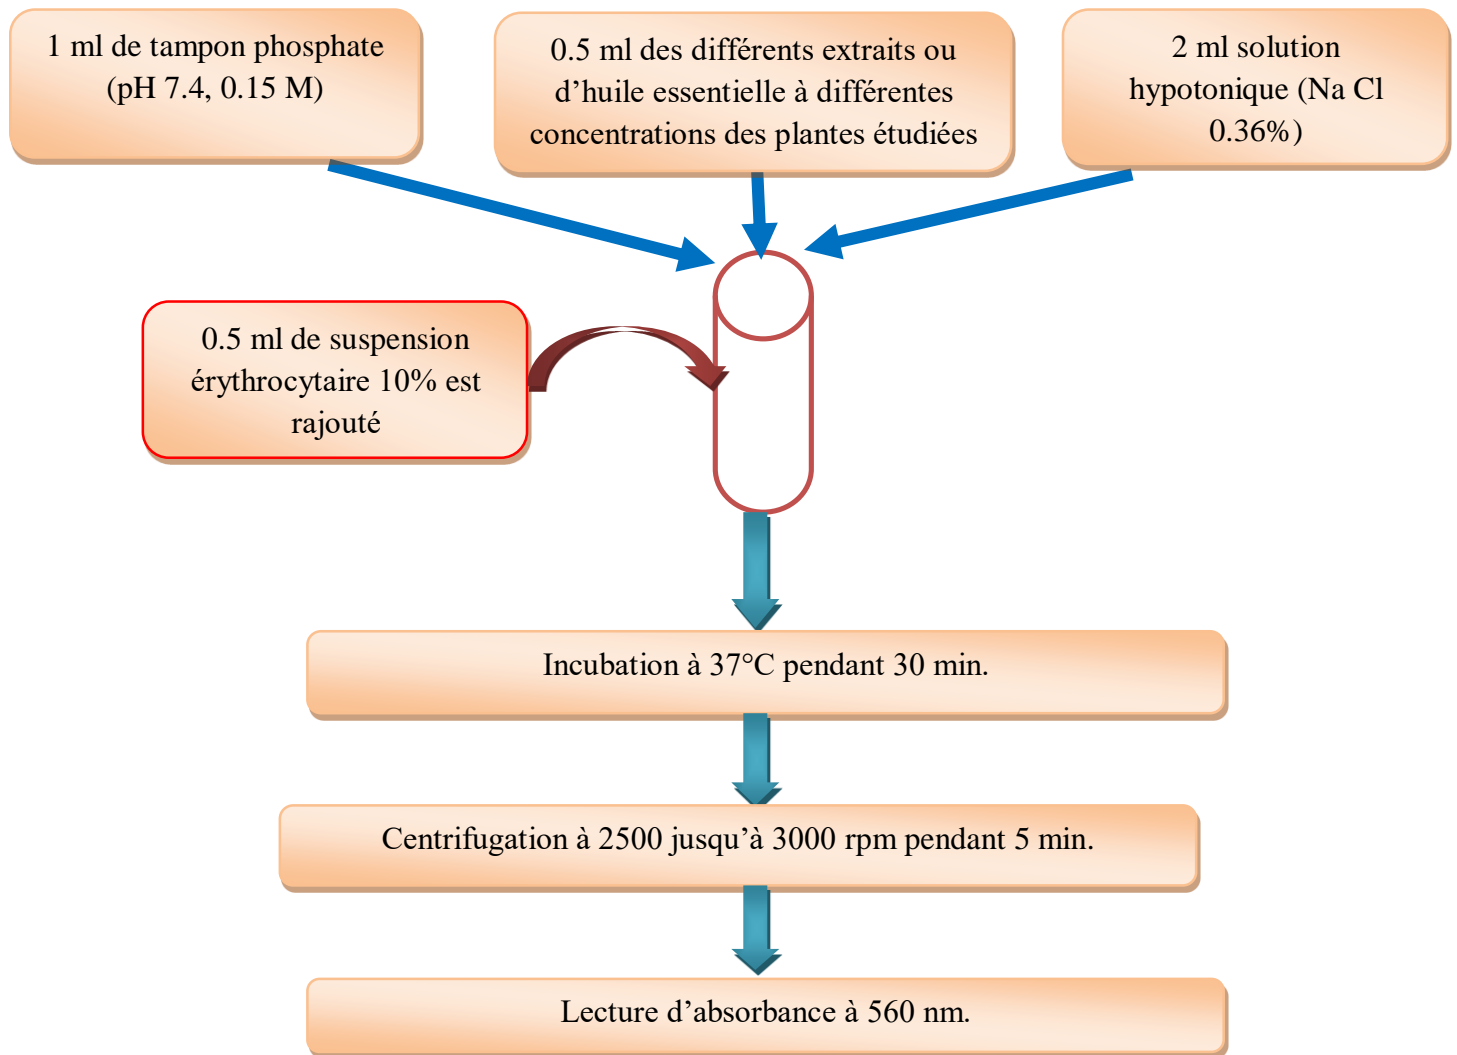 1 ml de tampon phosphate
(pH 7.4, 0.15 M)
0.5 ml des différents extraits ou
d’huile essentielle à différentes
concentrations des plantes étudiées
2 ml solution
hypotonique (Na Cl
0.36%)
0.5 ml de suspension
érythrocytaire 10% est
rajouté
Incubation à 37°C pendant 30 min.
Centrifugation à 2500 jusqu’à 3000 rpm pendant 5 min.
Lecture d’absorbance à 560 nm.